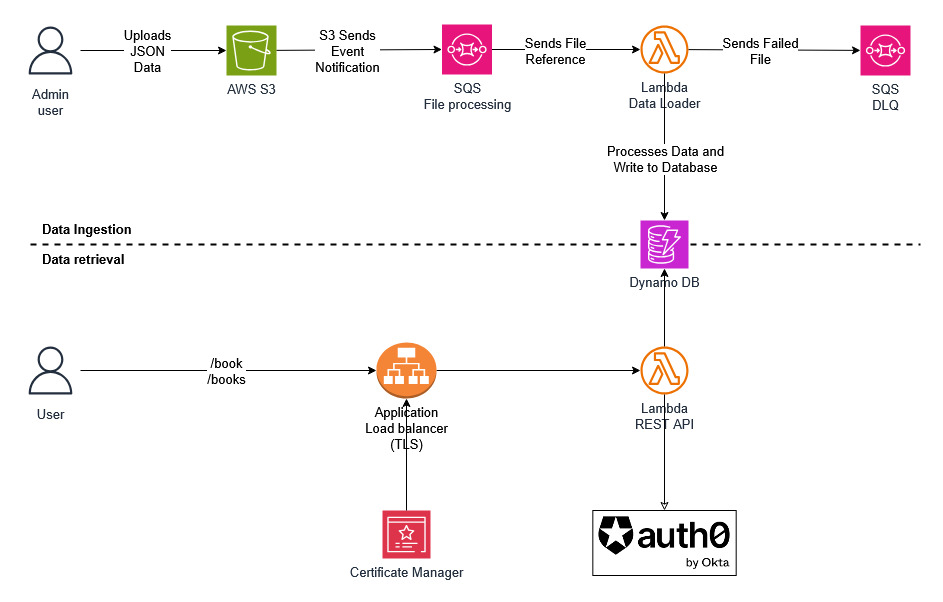 Uploads
JSON
Data
S3 Sends
Event
Notification
Sends File
Reference
Sends Failed
File
Admin
user
AWS S3
SQS
File processing
Lambda
Data Loader
SQS
DLQ
Processes Data and
Write to Database
Data Ingestion
Data retrieval
Dynamo DB
/book
/books
User
Application
Load balancer
(TLS)
Lambda
REST API
Certificate Manager
auth0
by Okta